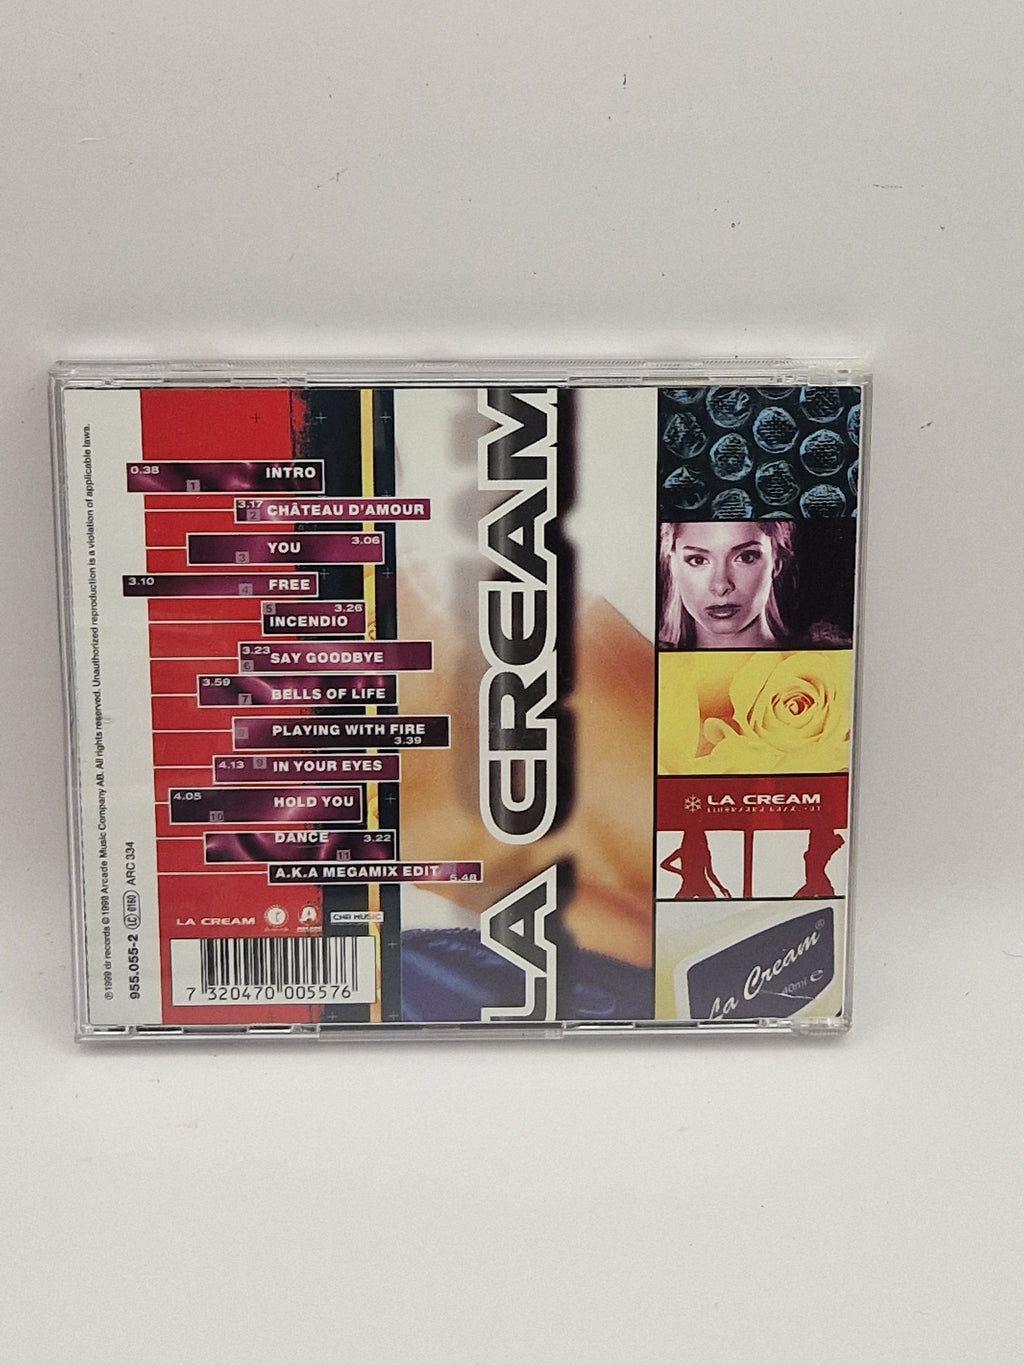 ℗ 1999 dr records © 1999 Arcade Music Company AB. All rights reserved. Unauthorized reproduction is a violation of applicable laws.
955.055-2 LC 0160 ARC 334
0.38 1 INTRO
3.17 2 CHÂTEAU D'AMOUR
3 YOU 3.06
3.10 4 FREE
5 3.26 INCENDIO
3.23 6 SAY GOODBYE
3.59 7 BELLS OF LIFE
8 PLAYING WITH FIRE 3.39
4.13 9 IN YOUR EYES
4.05 10 HOLD YOU
DANCE 11 3.22
A.K.A MEGAMIX EDIT 5.48
LA CREAM
CHEI MUSIC
7 320470 005576
LA CREAM
LA CREAM
La Cream ®
40ml e